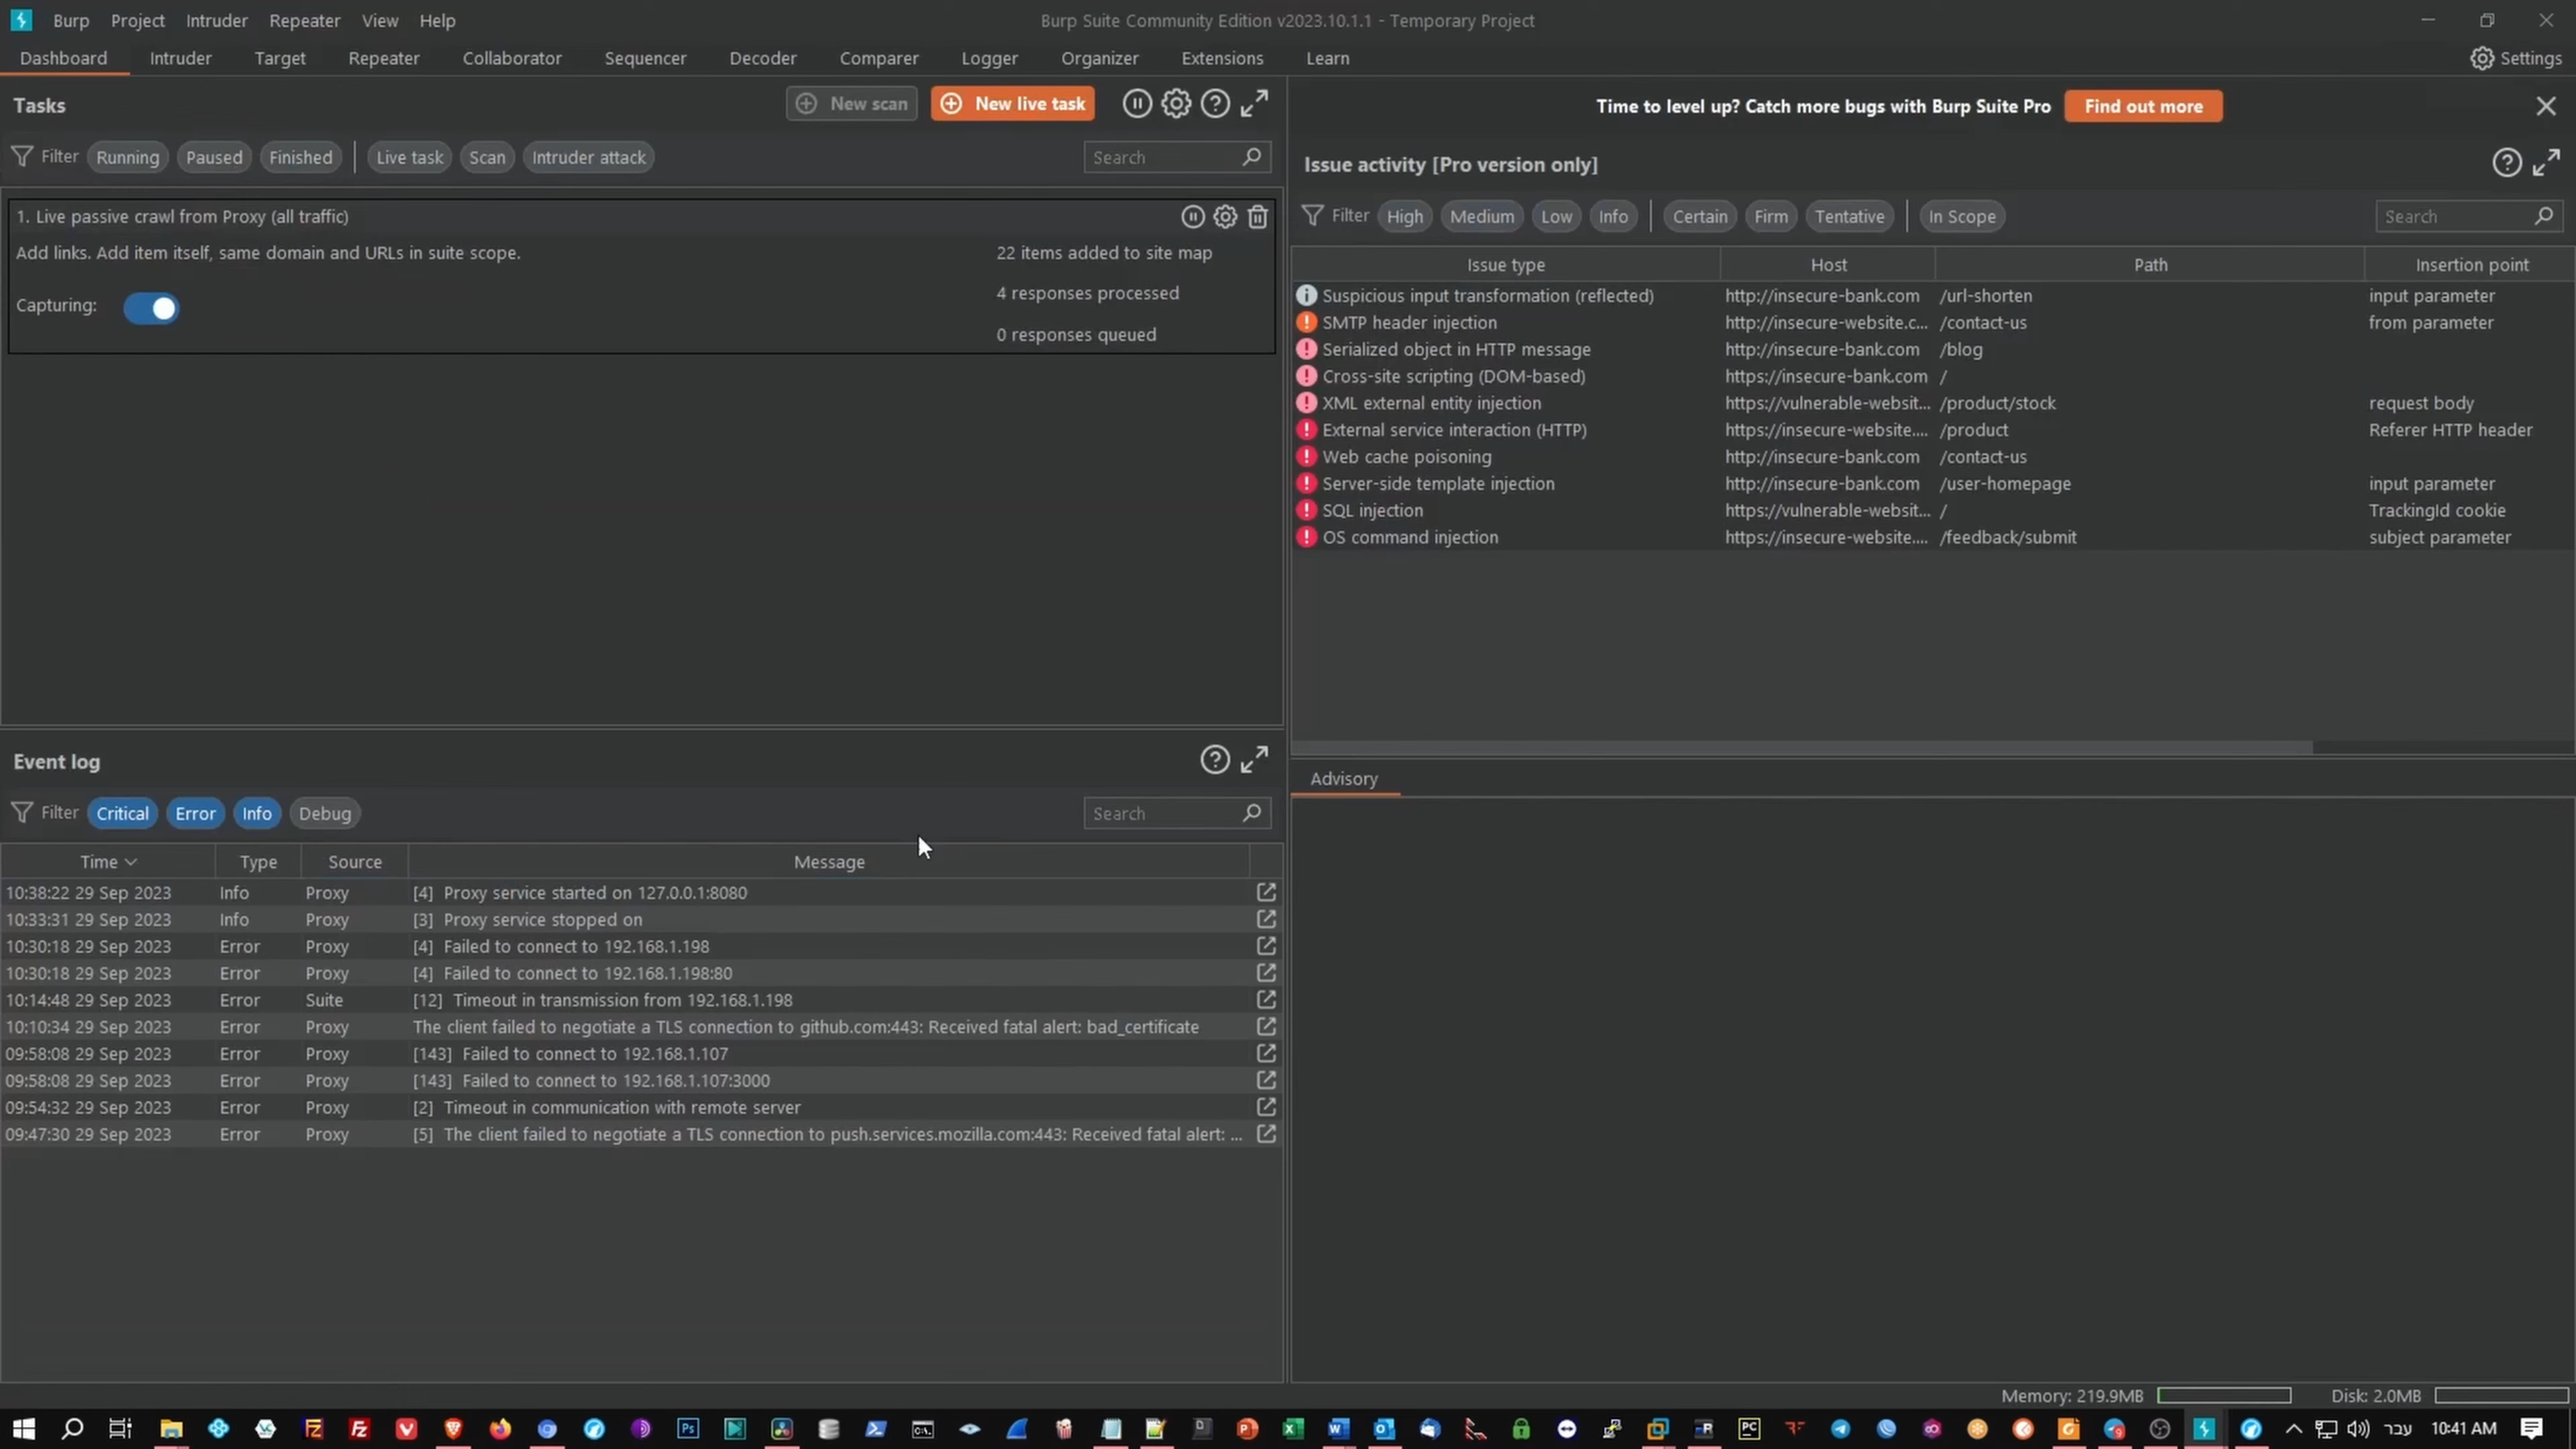 Burp Project Intruder Repeater View Help
Burp Suite Community Edition v2023.10.1.1 - Temporary Project
Dashboard Intruder Target Repeater Collaborator Sequencer Decoder Comparer Logger Organizer Extensions Learn
Settings
Tasks
New scan
New live task
Filter Running Paused Finished Live task Scan Intruder attack
Search
1. Live passive crawl from Proxy (all traffic)
Add links. Add item itself, same domain and URLs in suite scope.
22 items added to site map
Capturing:
4 responses processed
0 responses queued
Time to level up? Catch more bugs with Burp Suite Pro
Find out more
Issue activity [Pro version only]
Filter High Medium Low Info Certain Firm Tentative In Scope
Search
Issue type Host Path Insertion point
Suspicious input transformation (reflected) http://insecure-bank.com /url-shorten input parameter
SMTP header injection http://insecure-website.c... /contact-us from parameter
Serialized object in HTTP message http://insecure-bank.com /blog
Cross-site scripting (DOM-based) https://insecure-bank.com /
XML external entity injection https://vulnerable-websit... /product/stock request body
External service interaction (HTTP) https://insecure-website.... /product Referer HTTP header
Web cache poisoning http://insecure-bank.com /contact-us
Server-side template injection http://insecure-bank.com /user-homepage input parameter
SQL injection https://vulnerable-websit... / TrackingId cookie
OS command injection https://insecure-website.... /feedback/submit subject parameter
Event log
Filter Critical Error Info Debug
Search
Time Type Source Message
10:38:22 29 Sep 2023 Info Proxy [4] Proxy service started on 127.0.0.1:8080
10:33:31 29 Sep 2023 Info Proxy [3] Proxy service stopped on
10:30:18 29 Sep 2023 Error Proxy [4] Failed to connect to 192.168.1.198
10:30:18 29 Sep 2023 Error Proxy [4] Failed to connect to 192.168.1.198:80
10:14:48 29 Sep 2023 Error Suite [12] Timeout in transmission from 192.168.1.198
10:10:34 29 Sep 2023 Error Proxy The client failed to negotiate a TLS connection to github.com:443: Received fatal alert: bad_certificate
09:58:08 29 Sep 2023 Error Proxy [143] Failed to connect to 192.168.1.107
09:58:08 29 Sep 2023 Error Proxy [143] Failed to connect to 192.168.1.107:3000
09:54:32 29 Sep 2023 Error Proxy [2] Timeout in communication with remote server
09:47:30 29 Sep 2023 Error Proxy [5] The client failed to negotiate a TLS connection to push.services.mozilla.com:443: Received fatal alert: ...
Advisory
Memory: 219.9MB
Disk: 2.0MB
עבר
10:41 AM